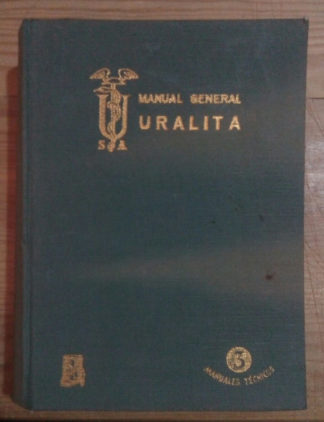 MANUAL GENERAL
URALITA
S A
MANUALES TÉCNICOS